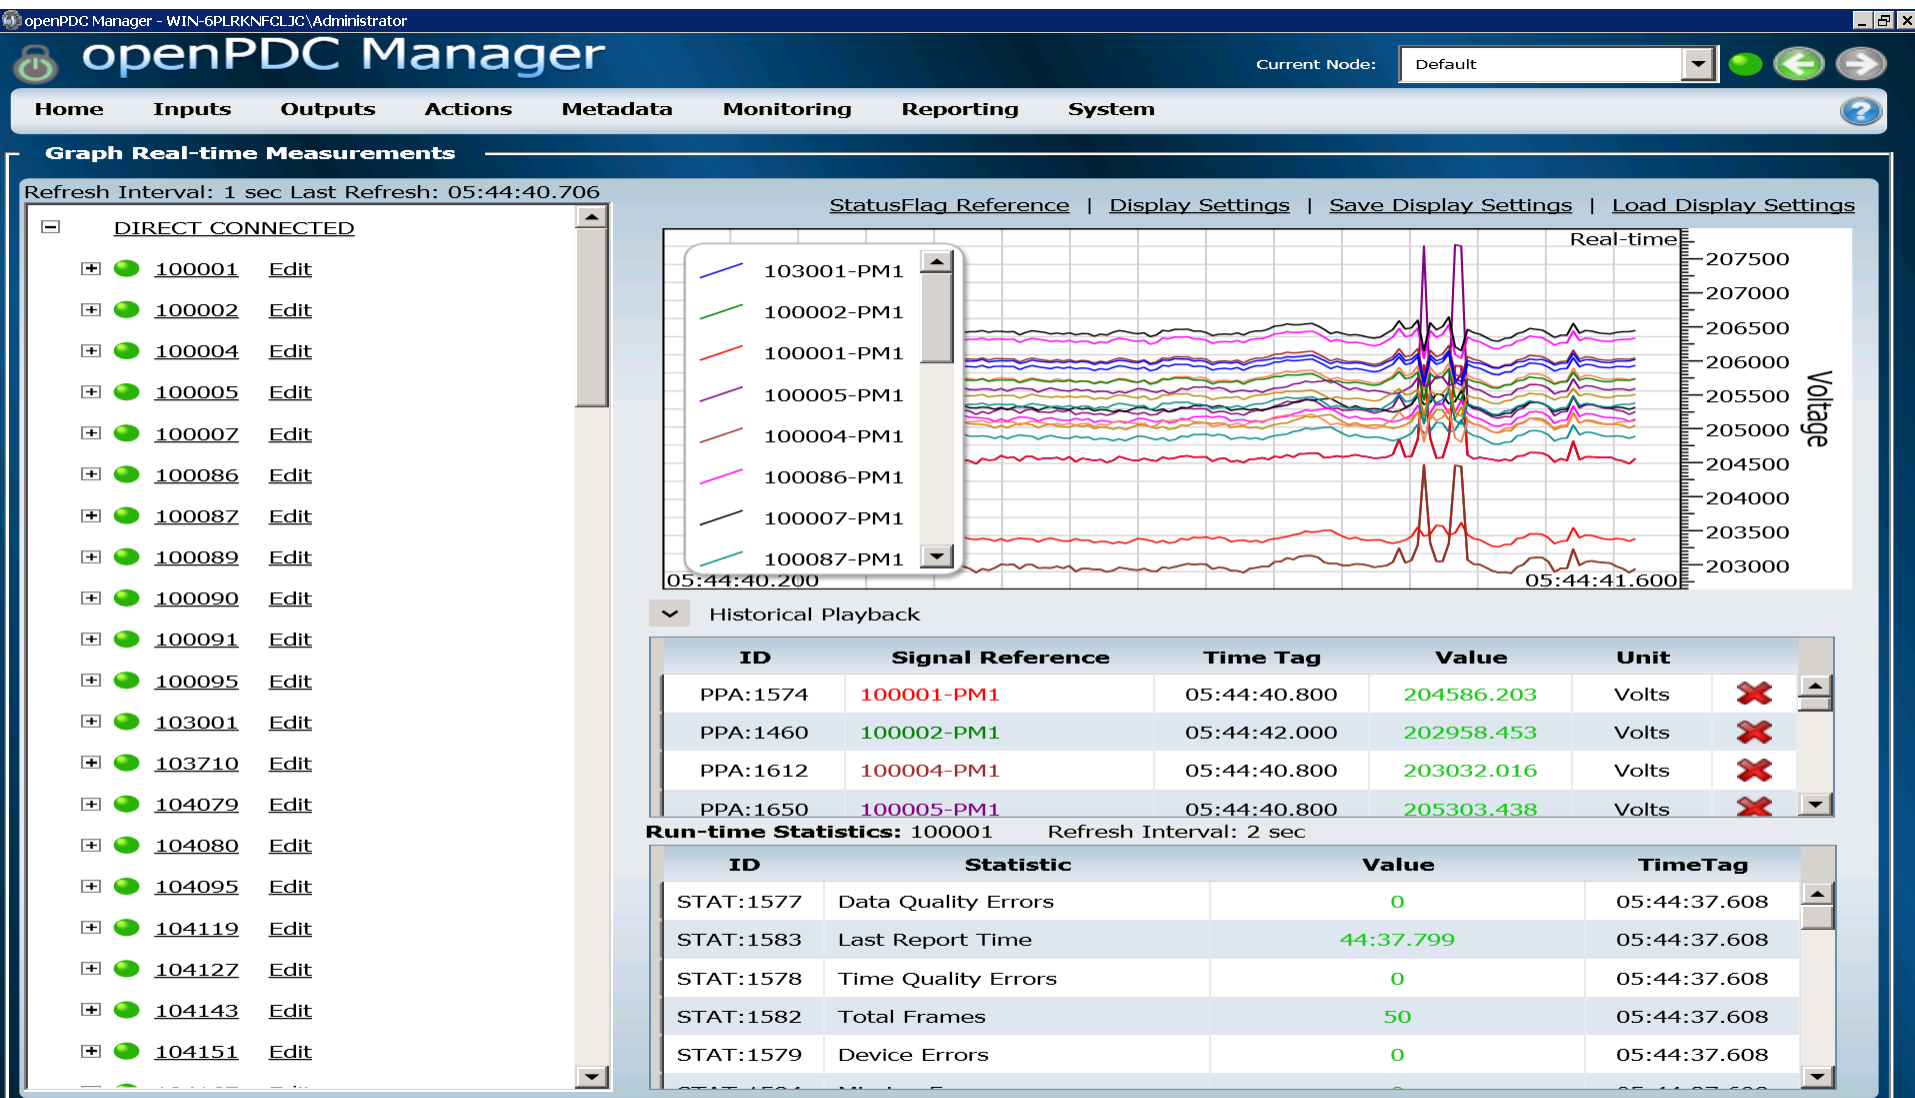 openPDC Manager - WIN-6PLRKNFCLJC\Administrator
openPDC Manager
Current Node: Default
Home Inputs Outputs Actions Metadata Monitoring Reporting System
Graph Real-time Measurements
Refresh Interval: 1 sec Last Refresh: 05:44:40.706
DIRECT CONNECTED
100001 Edit
100002 Edit
100004 Edit
100005 Edit
100007 Edit
100086 Edit
100087 Edit
100089 Edit
100090 Edit
100091 Edit
100095 Edit
103001 Edit
103710 Edit
104079 Edit
104080 Edit
104095 Edit
104119 Edit
104127 Edit
104143 Edit
104151 Edit
StatusFlag Reference | Display Settings | Save Display Settings | Load Display Settings
Real-time
103001-PM1
100002-PM1
100001-PM1
100005-PM1
100004-PM1
100086-PM1
100007-PM1
100087-PM1
207500
207000
206500
206000
205500
205000
204500
204000
203500
203000
Voltage
05:44:40.200 05:44:41.600
Historical Playback
ID Signal Reference Time Tag Value Unit
PPA:1574 100001-PM1 05:44:40.800 204586.203 Volts
PPA:1460 100002-PM1 05:44:42.000 202958.453 Volts
PPA:1612 100004-PM1 05:44:40.800 203032.016 Volts
PPA:1650 100005-PM1 05:44:40.800 205303.438 Volts
Run-time Statistics: 100001 Refresh Interval: 2 sec
ID Statistic Value TimeTag
STAT:1577 Data Quality Errors 0 05:44:37.608
STAT:1583 Last Report Time 44:37.799 05:44:37.608
STAT:1578 Time Quality Errors 0 05:44:37.608
STAT:1582 Total Frames 50 05:44:37.608
STAT:1579 Device Errors 0 05:44:37.608